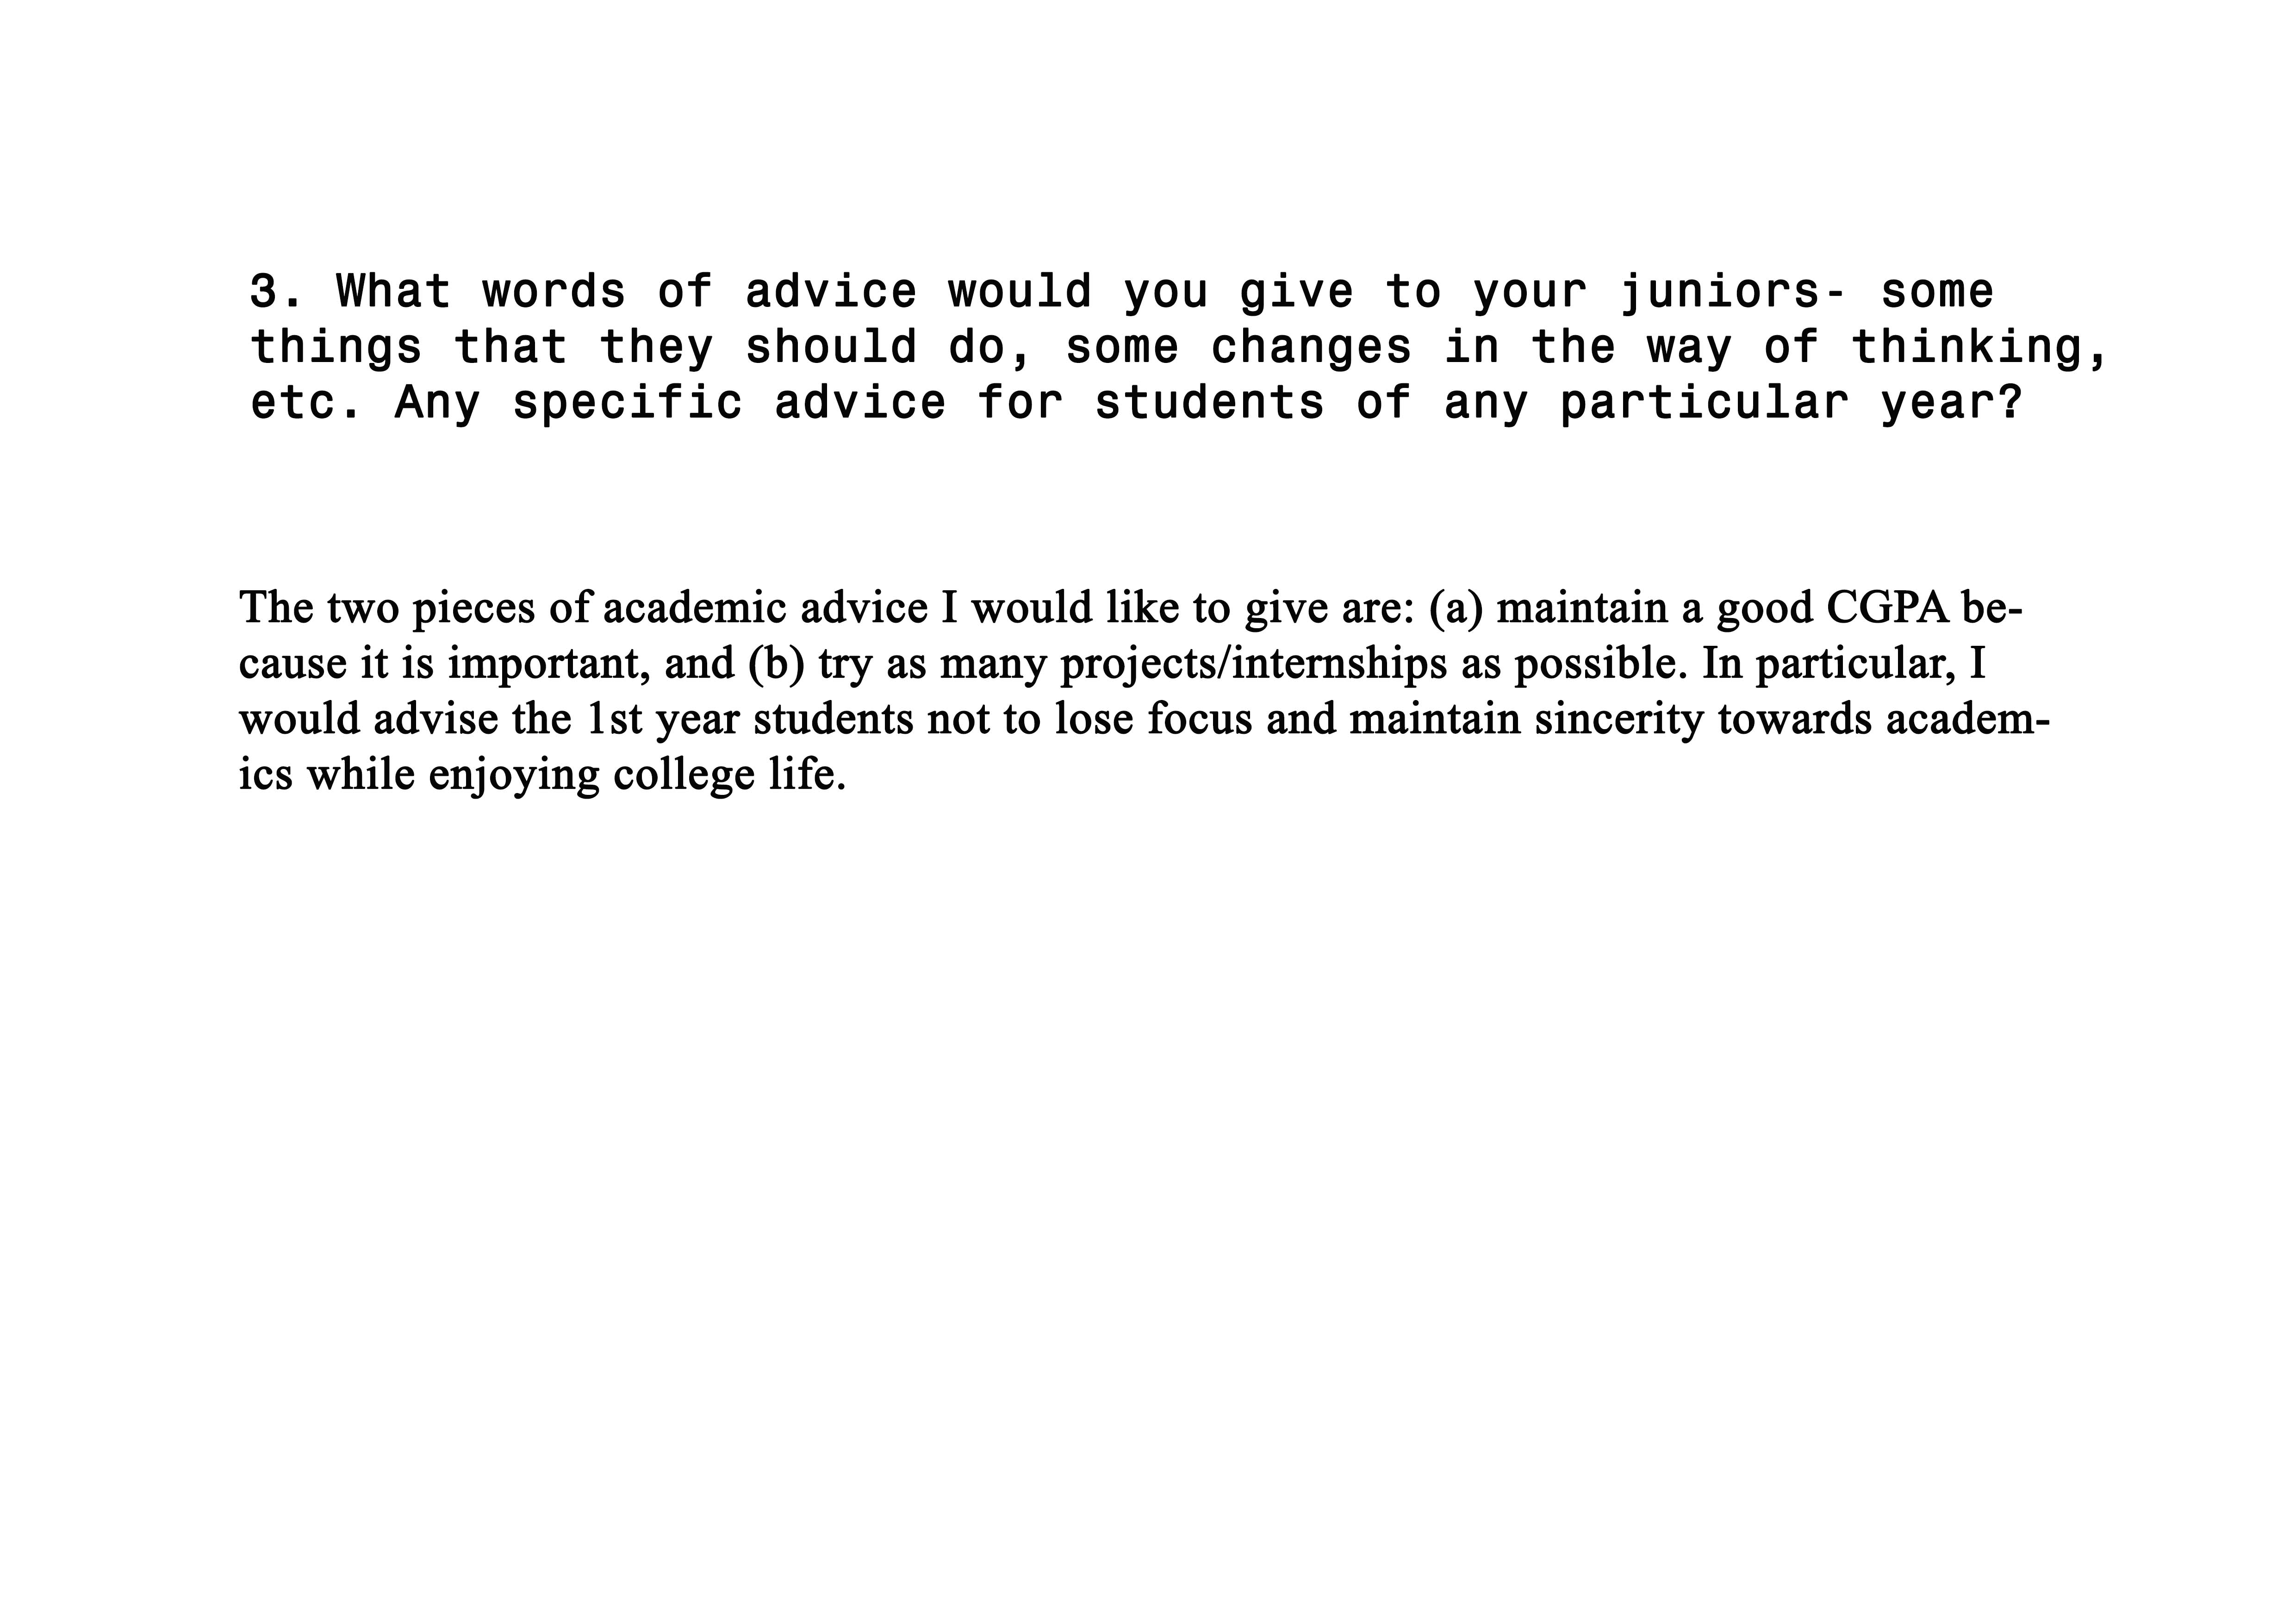 3. What words of advice would you give to your juniors- some
things that they should do, some changes in the way of thinking,
etc. Any specific advice for students of any particular year?
The two pieces of academic advice I would like to give are: (a) maintain a good CGPA be-
cause it is important, and (b) try as many projects/internships as possible. In particular, I
would advise the 1st year students not to lose focus and maintain sincerity towards academ-
ics while enjoying college life.